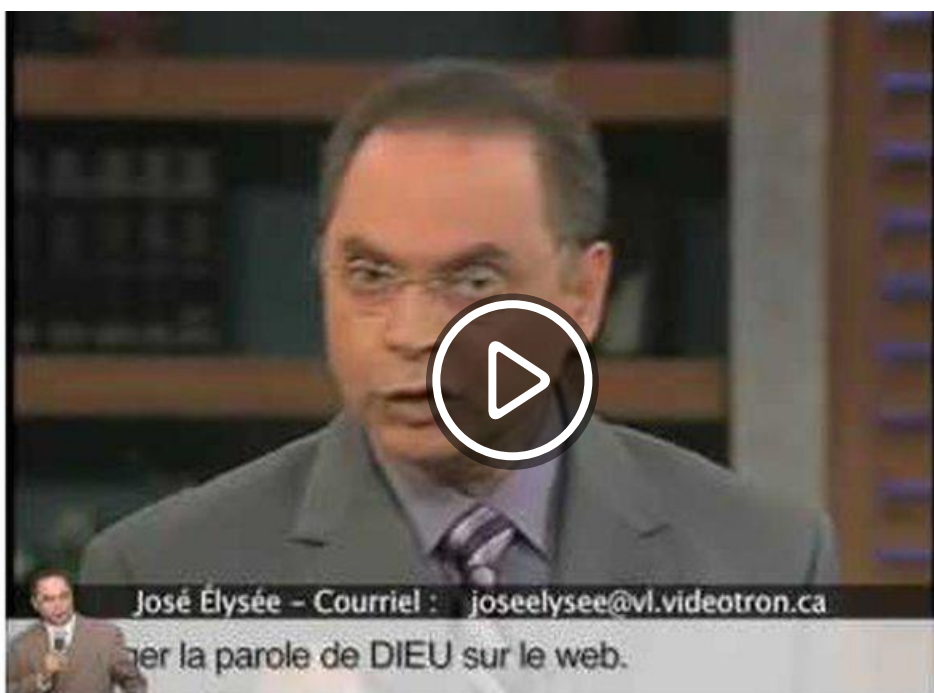 José Élysée – Courriel : joseelysee@vl.videotron.ca
la parole de DIEU sur le web.